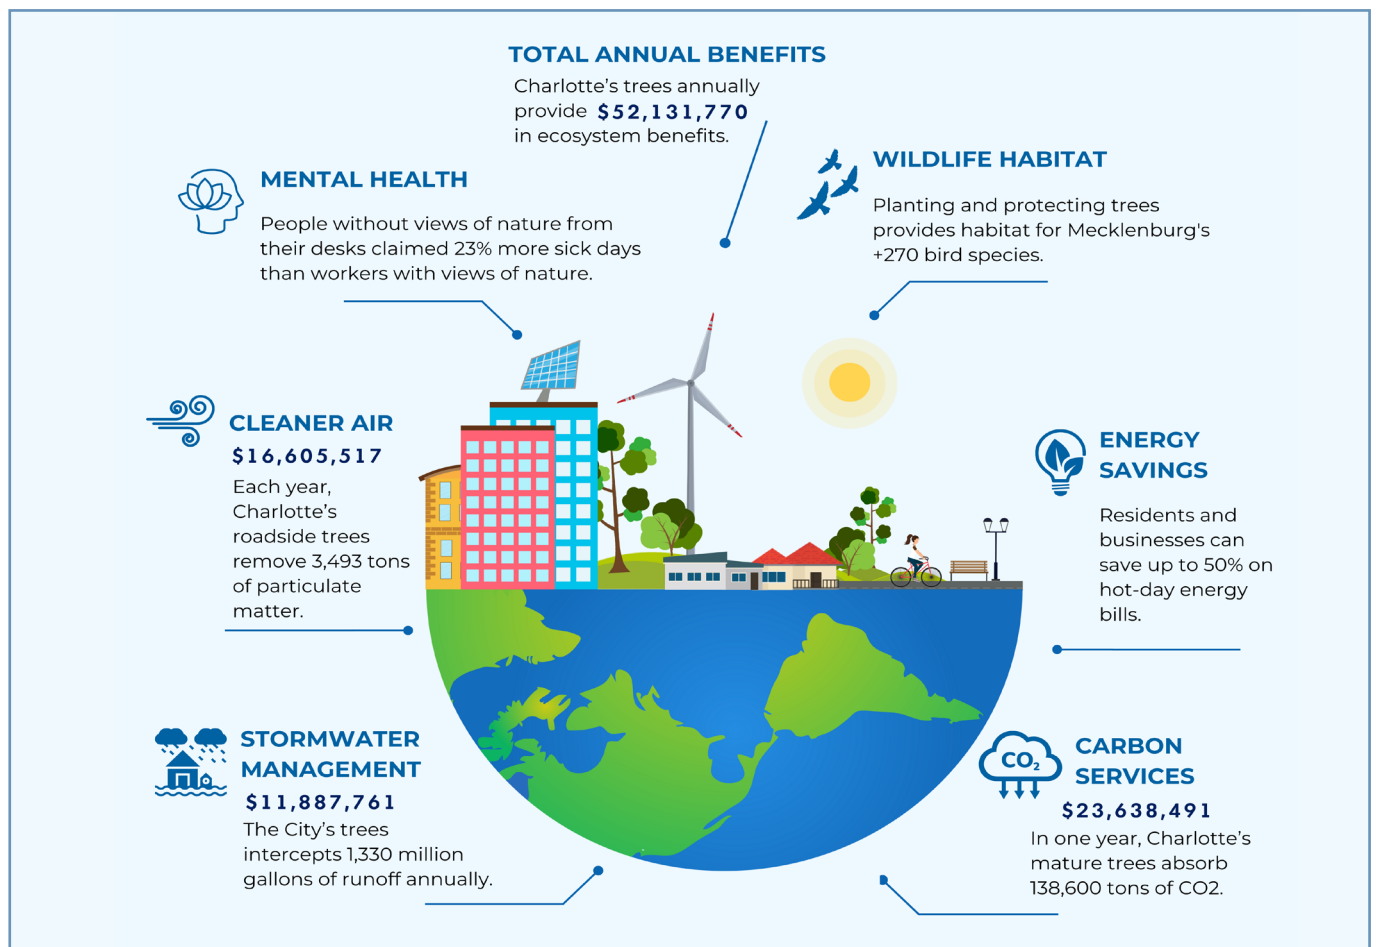 TOTAL ANNUAL BENEFITS
Charlotte's trees annually
provide $52,131,770
in ecosystem benefits.
MENTAL HEALTH
People without views of nature from
their desks claimed 23% more sick days
than workers with views of nature.
WILDLIFE HABITAT
Planting and protecting trees
provides habitat for Mecklenburg's
+270 bird species.
CLEANER AIR
$16,605,517
Each year,
Charlotte's
roadside trees
remove 3,493 tons
of particulate
matter.
ENERGY
SAVINGS
Residents and
businesses can
save up to 50% on
hot-day energy
bills.
STORMWATER
MANAGEMENT
$11,887,761
The City's trees
intercepts 1,330 million
gallons of runoff annually.
CO2
CARBON
SERVICES
$23,638,491
In one year, Charlotte's
mature trees absorb
138,600 tons of CO2.